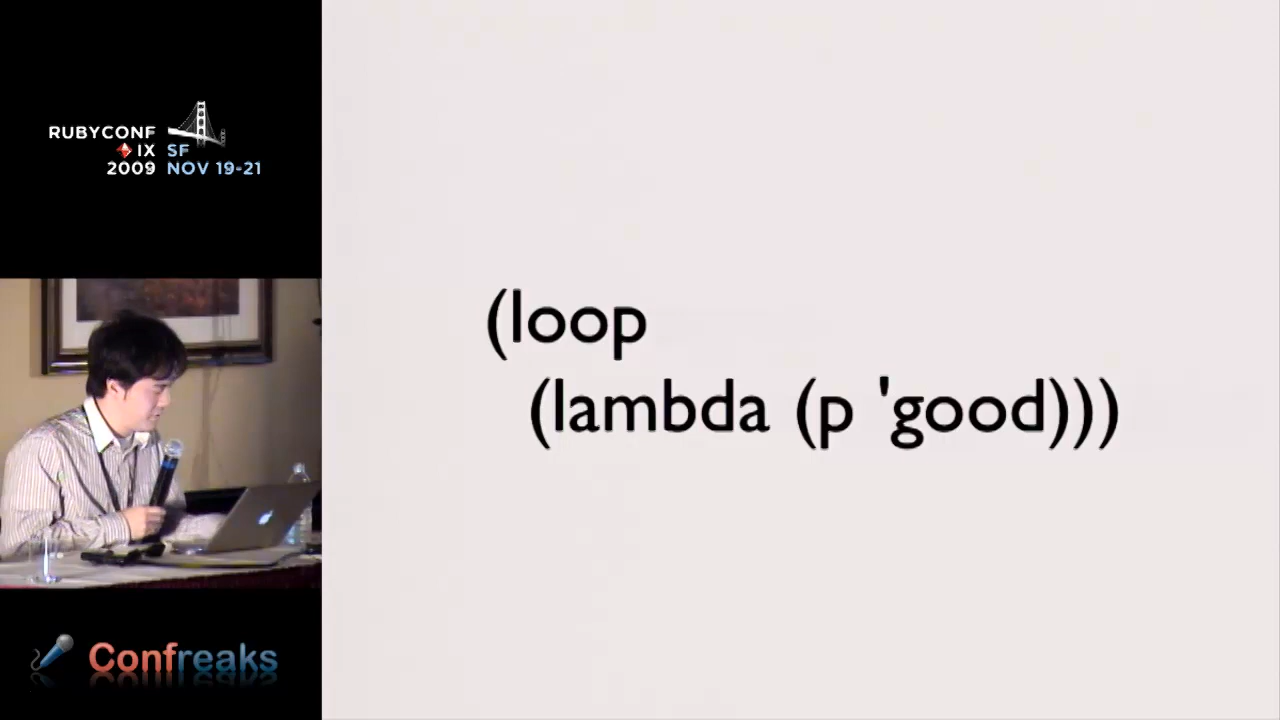 RUBYCONF
IX SF
2009 NOV 19-21
(loop
(lambda (p 'good)))
Confreaks